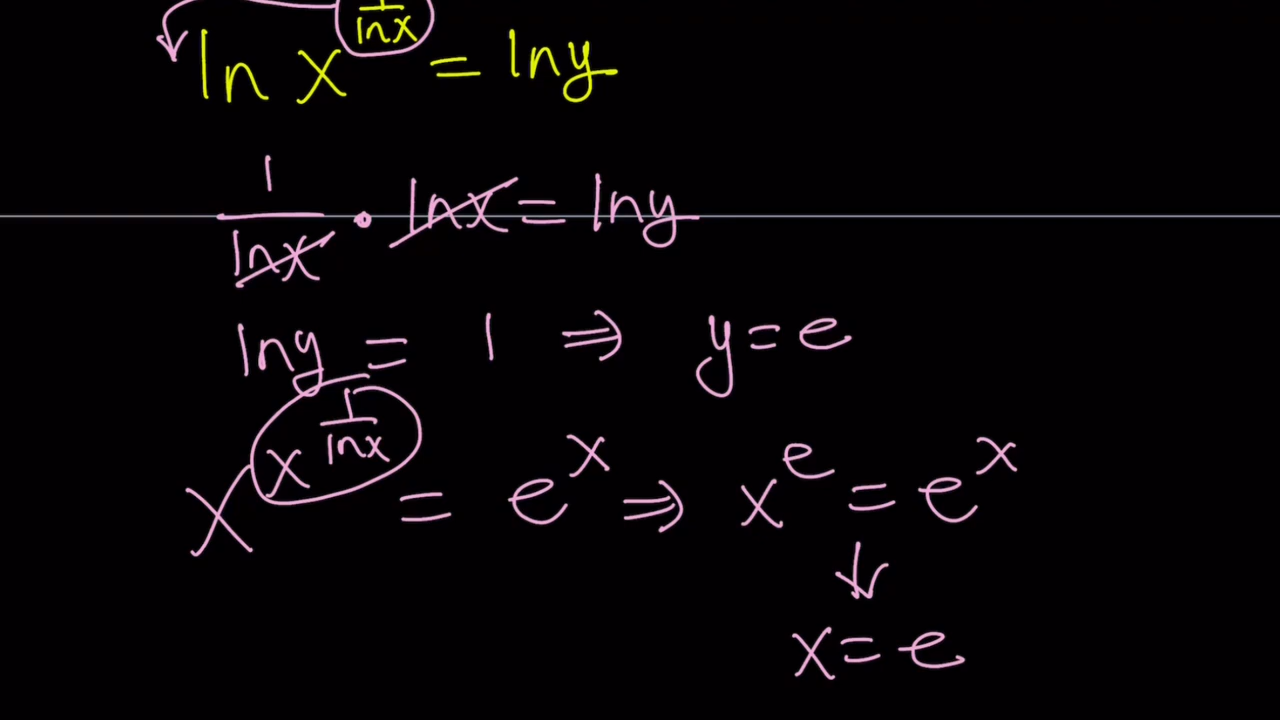 ln x^(1/lnx) = lny
1/lnx · lnx = lny
lny = 1 ⇒ y = e
x^(x^(1/lnx)) = e^x ⇒ x^e = e^x
↓
x = e